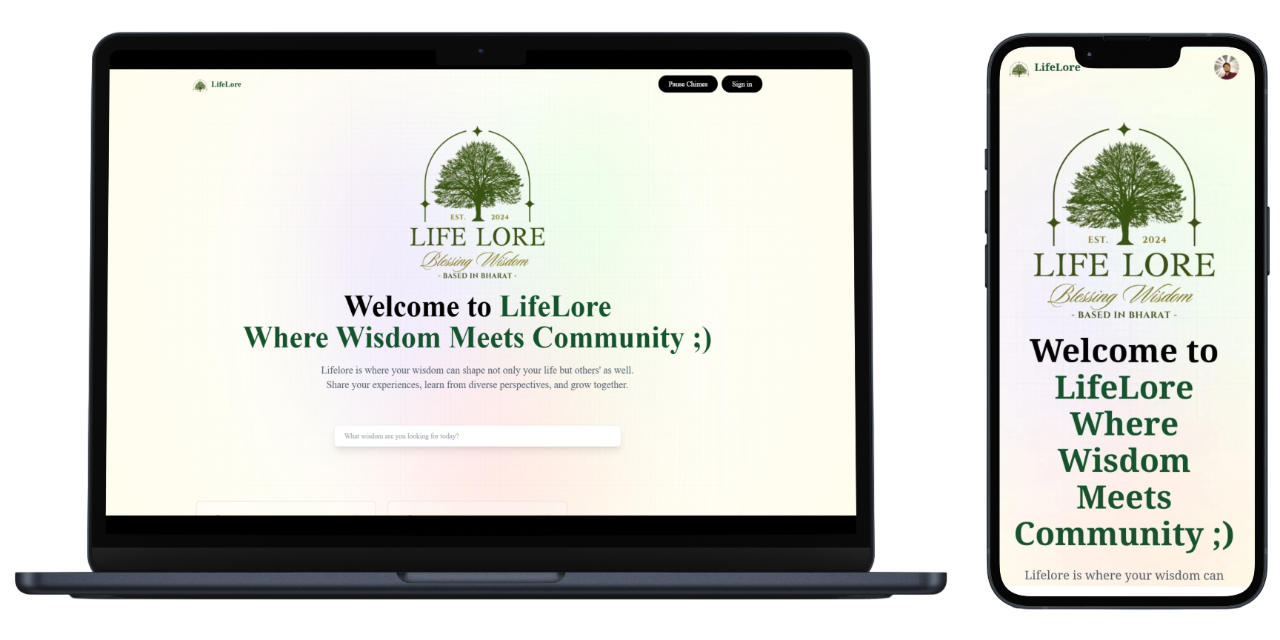 LifeLore
Pause Chimes
Sign in
EST. 2024
LIFE LORE
Blessing Wisdom
- BASED IN BHARAT -
Welcome to LifeLore
Where Wisdom Meets Community ;)
Lifelore is where your wisdom can shape not only your life but others' as well.
Share your experiences, learn from diverse perspectives, and grow together.
What wisdom are you looking for today?
LifeLore
EST. 2024
LIFE LORE
Blessing Wisdom
- BASED IN BHARAT -
Welcome to
LifeLore
Where
Wisdom
Meets
Community ;)
Lifelore is where your wisdom can